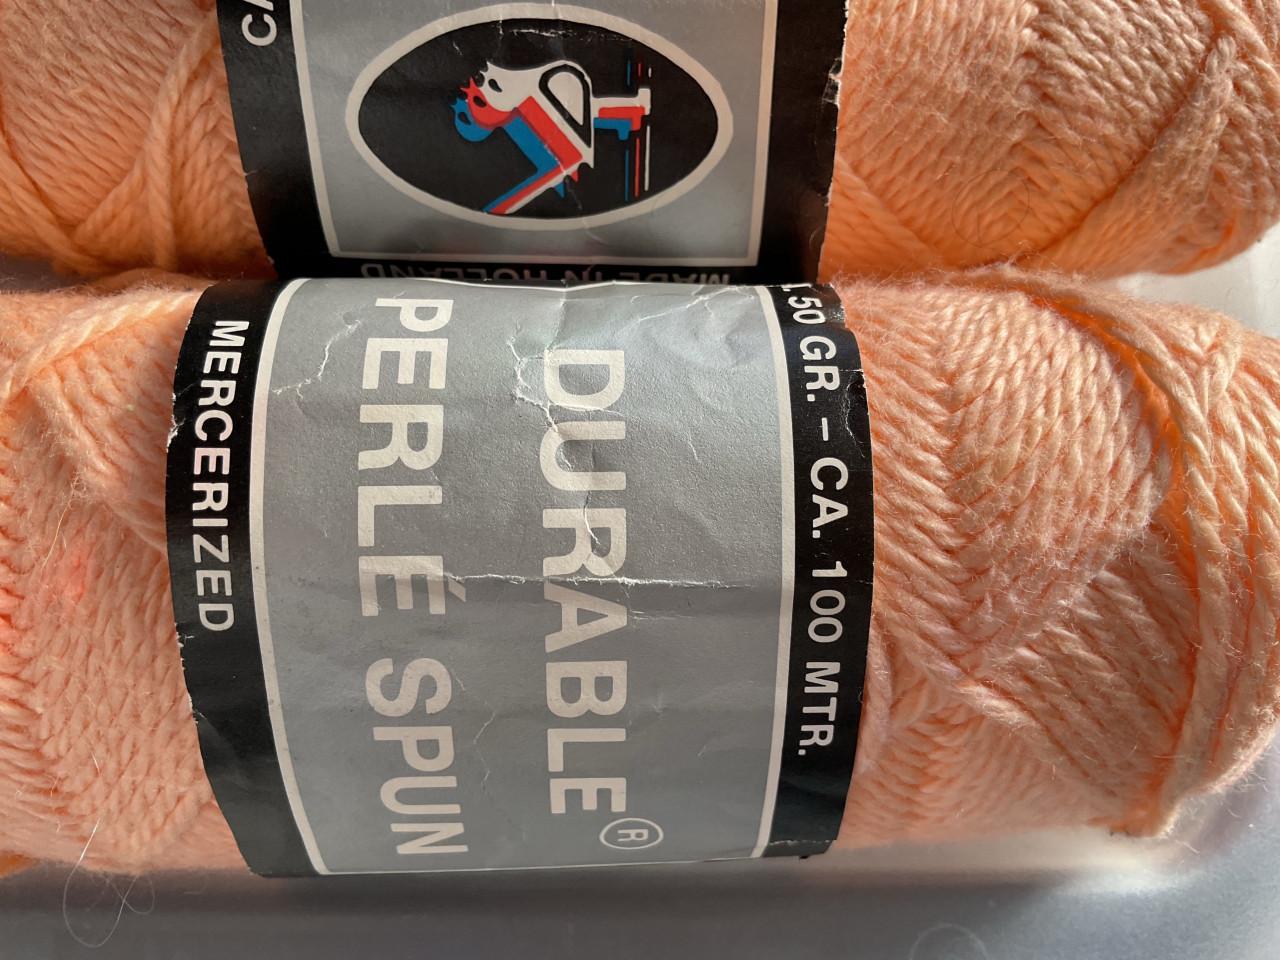 MADE IN HOLLAND
50 GR. – CA. 100 MTR.
DURABLE®
PERLÉ SPUN
MERCERIZED